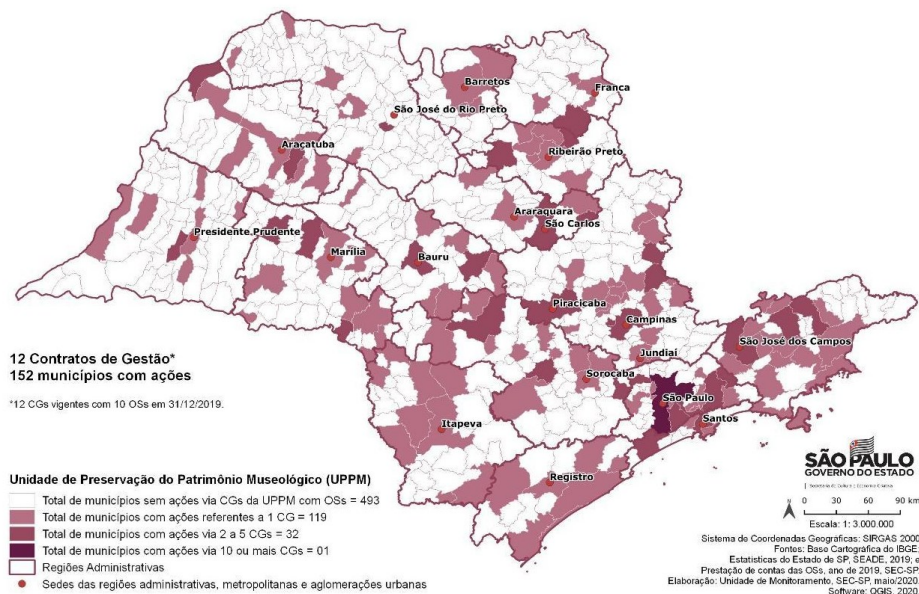 Barretos
Franca
São José do Rio Preto
Araçatuba
Ribeirão Preto
Araraquara
São Carlos
Presidente Prudente
Marília
Bauru
Piracicaba
Campinas
São José dos Campos
Jundiaí
Sorocaba
São Paulo
Santos
Itapeva
Registro
12 Contratos de Gestão*
152 municípios com ações
*12 CGs vigentes com 10 OSs em 31/12/2019.
Unidade de Preservação do Patrimônio Museológico (UPPM)
Total de municípios sem ações via CGs da UPPM com OSs = 493
Total de municípios com ações referentes a 1 CG = 119
Total de municípios com ações via 2 a 5 CGs = 32
Total de municípios com ações via 10 ou mais CGs = 01
Regiões Administrativas
Sedes das regiões administrativas, metropolitanas e aglomerações urbanas
SÃO PAULO
GOVERNO DO ESTADO
Secretaria de Cultura e Economia Criativa
N
0 30 60 90 km
Escala: 1: 3.000.000
Sistema de Coordenadas Geográficas: SIRGAS 2000
Fontes: Base Cartográfica do IBGE;
Estatísticas do Estado de SP, SEADE, 2019; e
Prestação de contas das OSs, ano de 2019, SEC-SP.
Elaboração: Unidade de Monitoramento, SEC-SP, maio/2020.
Software: QGIS, 2020.